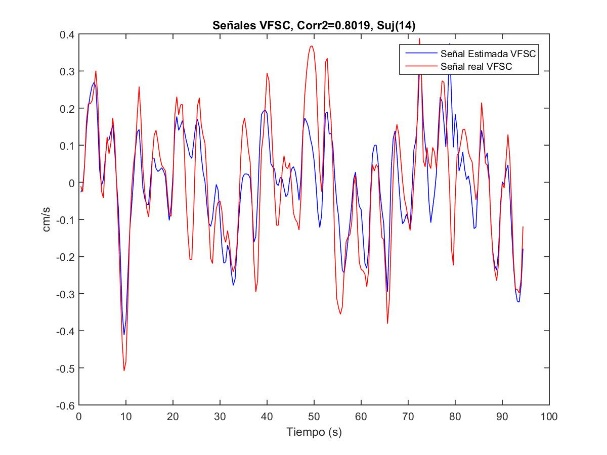 Señales VFSC, Corr2=0.8019, Suj(14)
Señal Estimada VFSC
Señal real VFSC
0.4
0.3
0.2
0.1
0
-0.1
-0.2
-0.3
-0.4
-0.5
-0.6
cm/s
0 10 20 30 40 50 60 70 80 90 100
Tiempo (s)